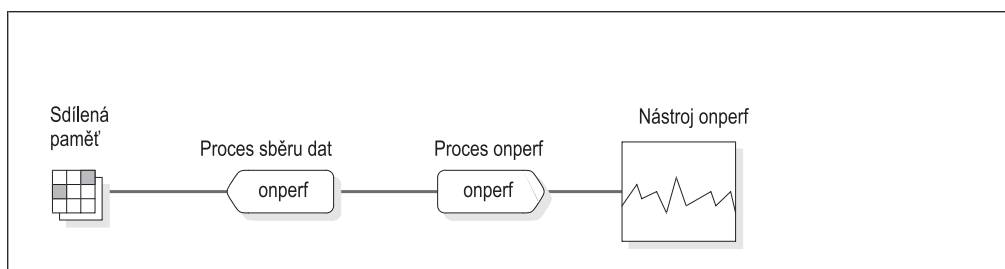 Sdílená
paměť
Proces sběru dat
Proces onperf
Nástroj onperf
onperf
onperf